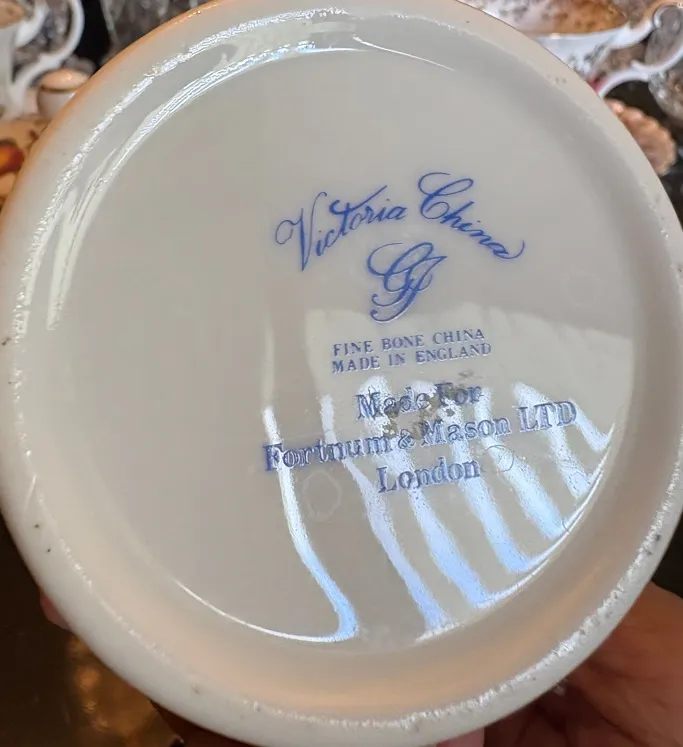 Victoria China
GJ
FINE BONE CHINA
MADE IN ENGLAND
Made For
Fortnum & Mason LTD
London